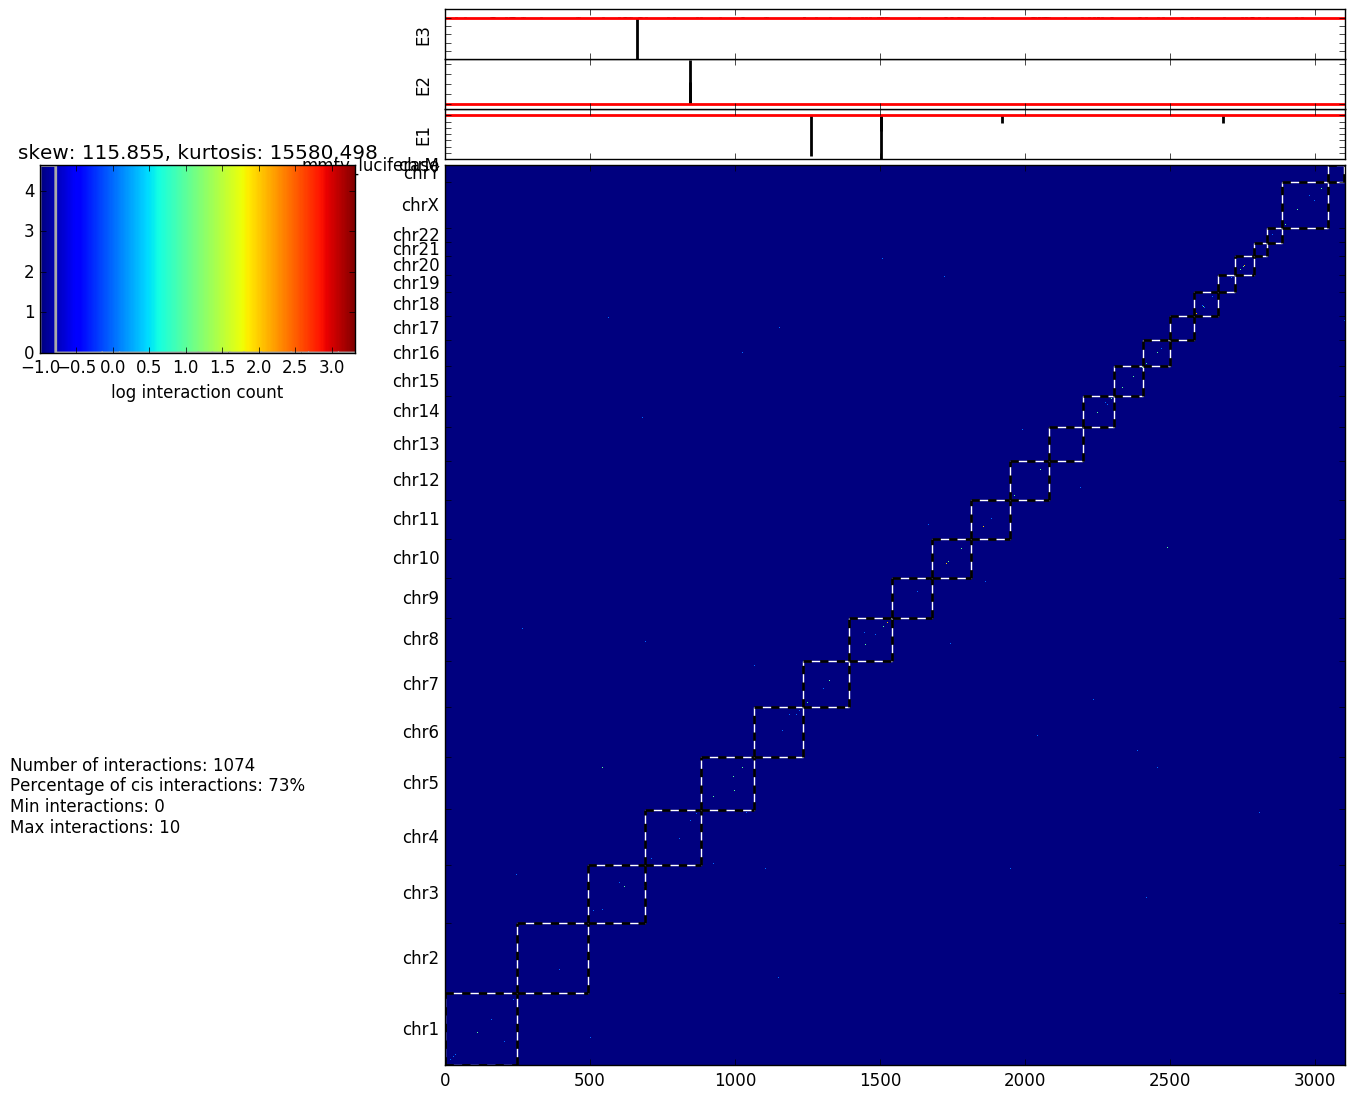 E3
E2
E1
skew: 115.855, kurtosis: 15580.498
4
3
2
1
0
−1.0 −0.5 0.0 0.5 1.0 1.5 2.0 2.5 3.0
log interaction count
chrM
chrY
chrX
chr22
chr21
chr20
chr19
chr18
chr17
chr16
chr15
chr14
chr13
chr12
chr11
chr10
chr9
chr8
chr7
chr6
chr5
chr4
chr3
chr2
chr1
Number of interactions: 1074
Percentage of cis interactions: 73%
Min interactions: 0
Max interactions: 10
0 500 1000 1500 2000 2500 3000